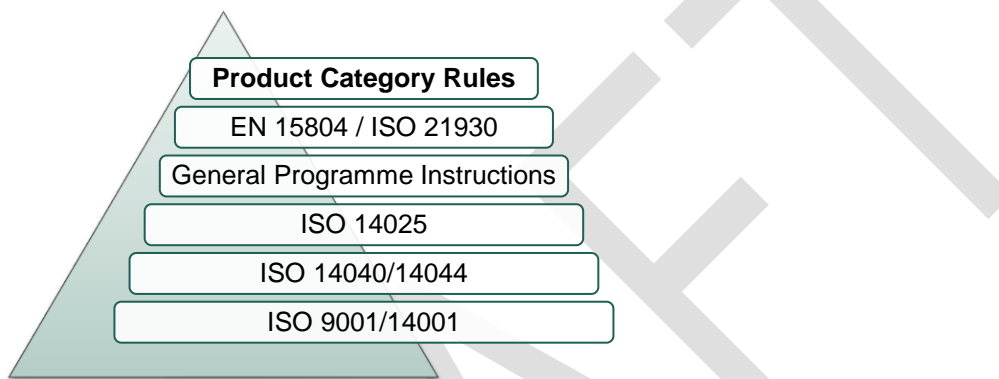 Product Category Rules
EN 15804 / ISO 21930
General Programme Instructions
ISO 14025
ISO 14040/14044
ISO 9001/14001